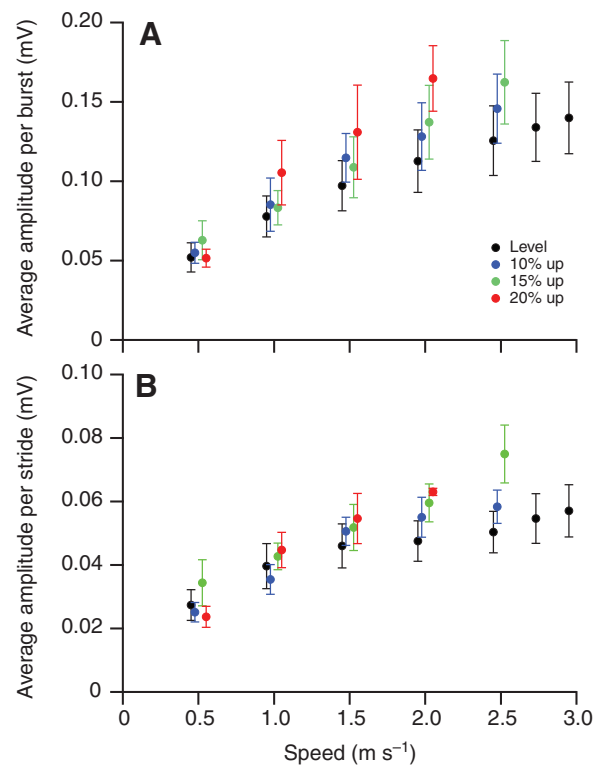 A
Average amplitude per burst (mV)
0.20
0.15
0.10
0.05
0
Level
10% up
15% up
20% up
B
Average amplitude per stride (mV)
0.10
0.08
0.06
0.04
0.02
0
0 0.5 1.0 1.5 2.0 2.5 3.0
Speed (m s⁻¹)